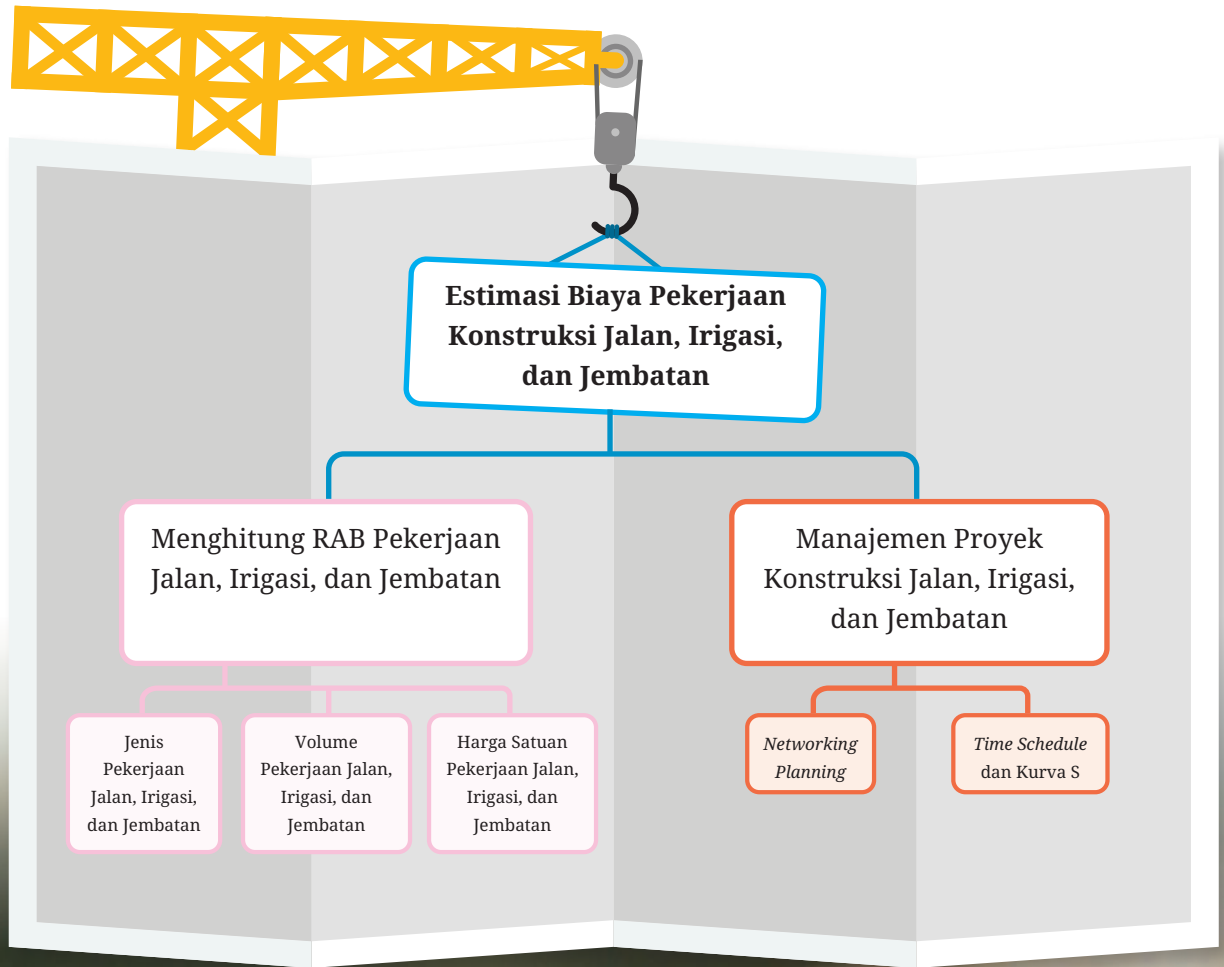 Estimasi Biaya Pekerjaan
Konstruksi Jalan, Irigasi,
dan Jembatan
Menghitung RAB Pekerjaan
Jalan, Irigasi, dan Jembatan
Manajemen Proyek
Konstruksi Jalan, Irigasi,
dan Jembatan
Jenis
Pekerjaan
Jalan, Irigasi,
dan Jembatan
Volume
Pekerjaan Jalan,
Irigasi, dan
Jembatan
Harga Satuan
Pekerjaan Jalan,
Irigasi, dan
Jembatan
Networking
Planning
Time Schedule
dan Kurva S